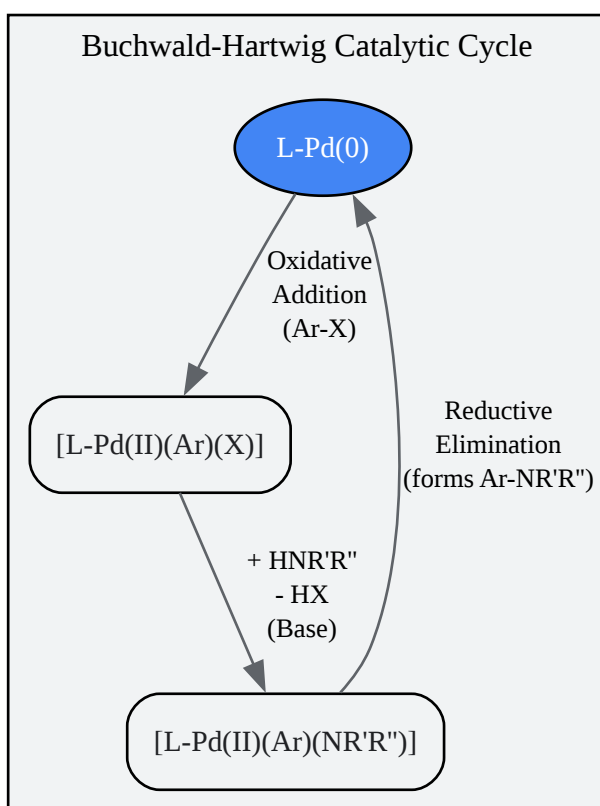 Buchwald-Hartwig Catalytic Cycle
L-Pd(0)
Oxidative
Addition
(Ar-X)
[L-Pd(II)(Ar)(X)]
Reductive
Elimination
(forms Ar-NR'R")
+ HNR'R"
- HX
(Base)
[L-Pd(II)(Ar)(NR'R")]